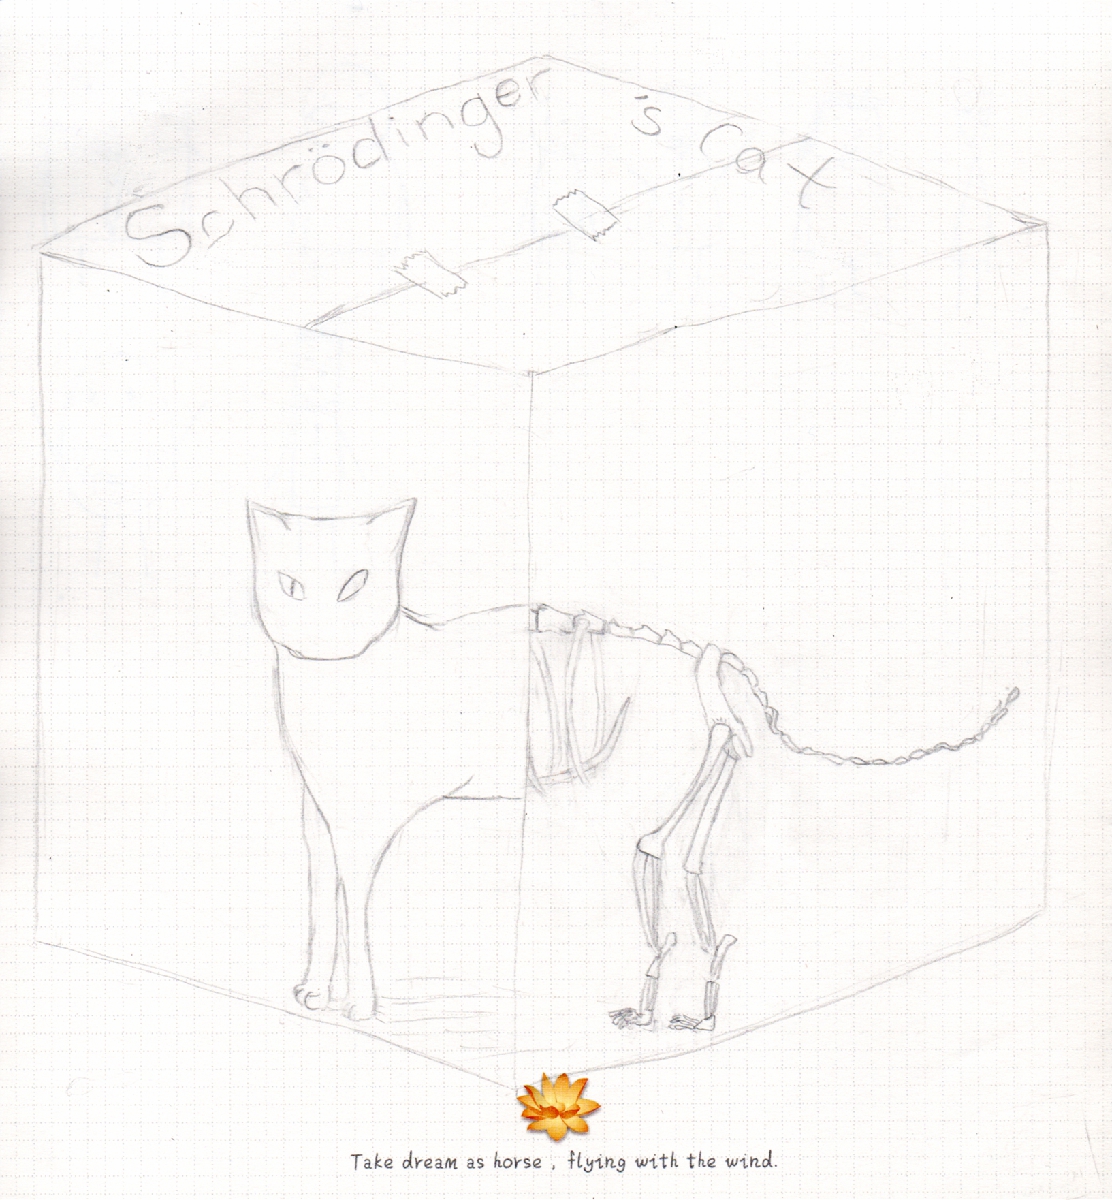 Schrödinger's Cat
Take dream as horse , flying with the wind.